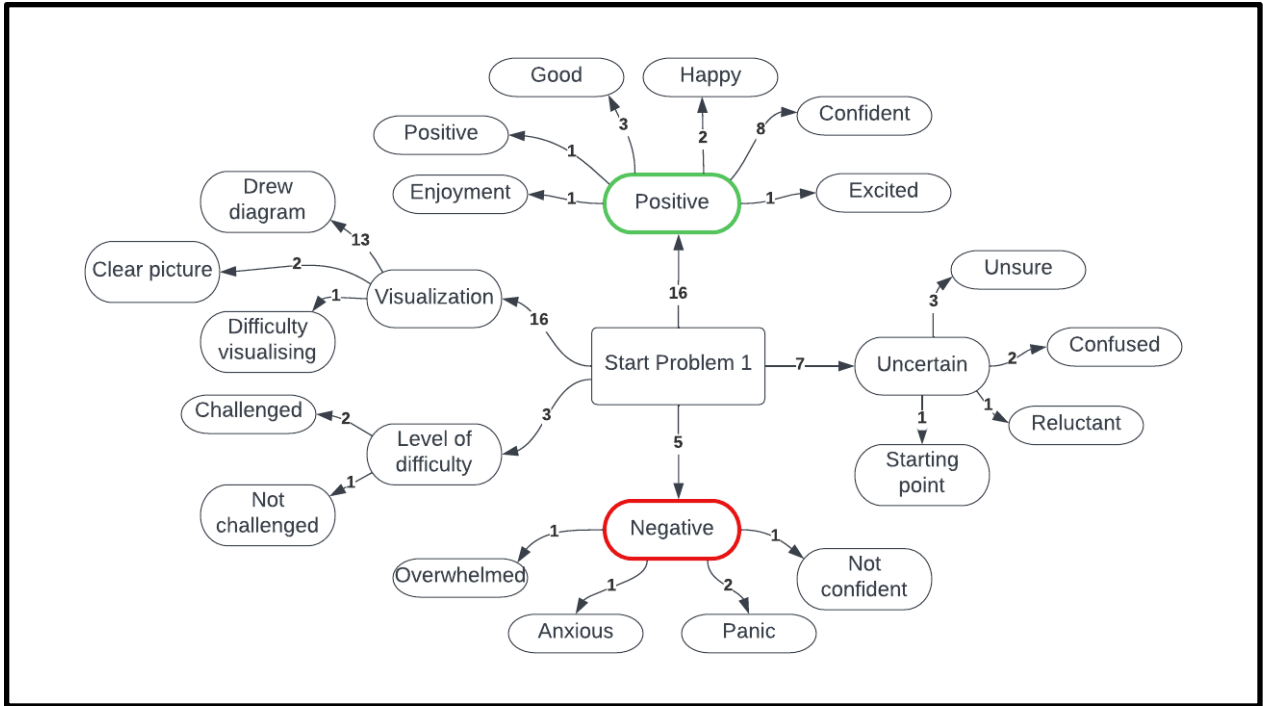 Good
Happy
3
2
8
Confident
Positive
1
Enjoyment
1
Positive
1
Excited
16
Drew
diagram
13
Clear picture
2
Visualization
1
Difficulty
visualising
16
Start Problem 1
7
Uncertain
3
Unsure
2
Confused
1
Reluctant
1
Starting
point
3
Level of
difficulty
2
Challenged
1
Not
challenged
5
Negative
1
Overwhelmed
1
Anxious
2
Panic
1
Not
confident